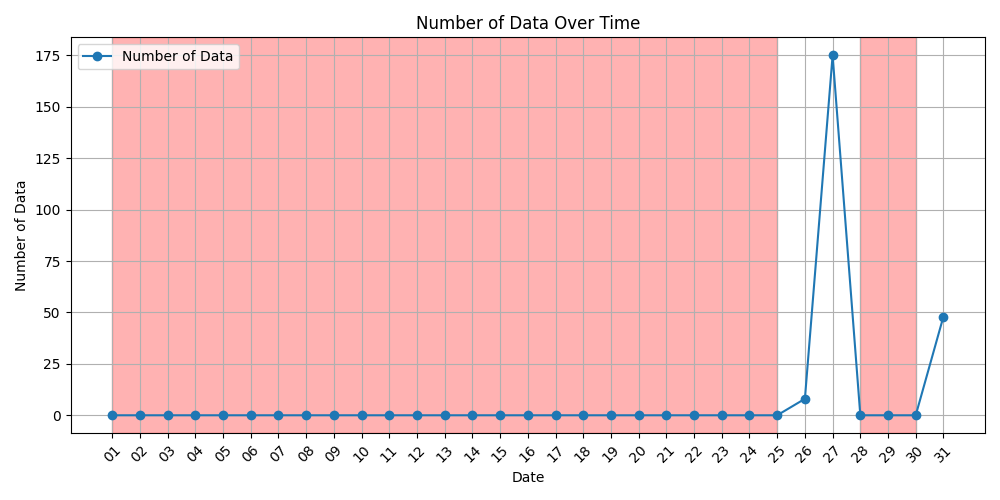 Number of Data Over Time
Number of Data
175
150
125
100
75
50
25
0
Number of Data
01 02 03 04 05 06 07 08 09 10 11 12 13 14 15 16 17 18 19 20 21 22 23 24 25 26 27 28 29 30 31
Date